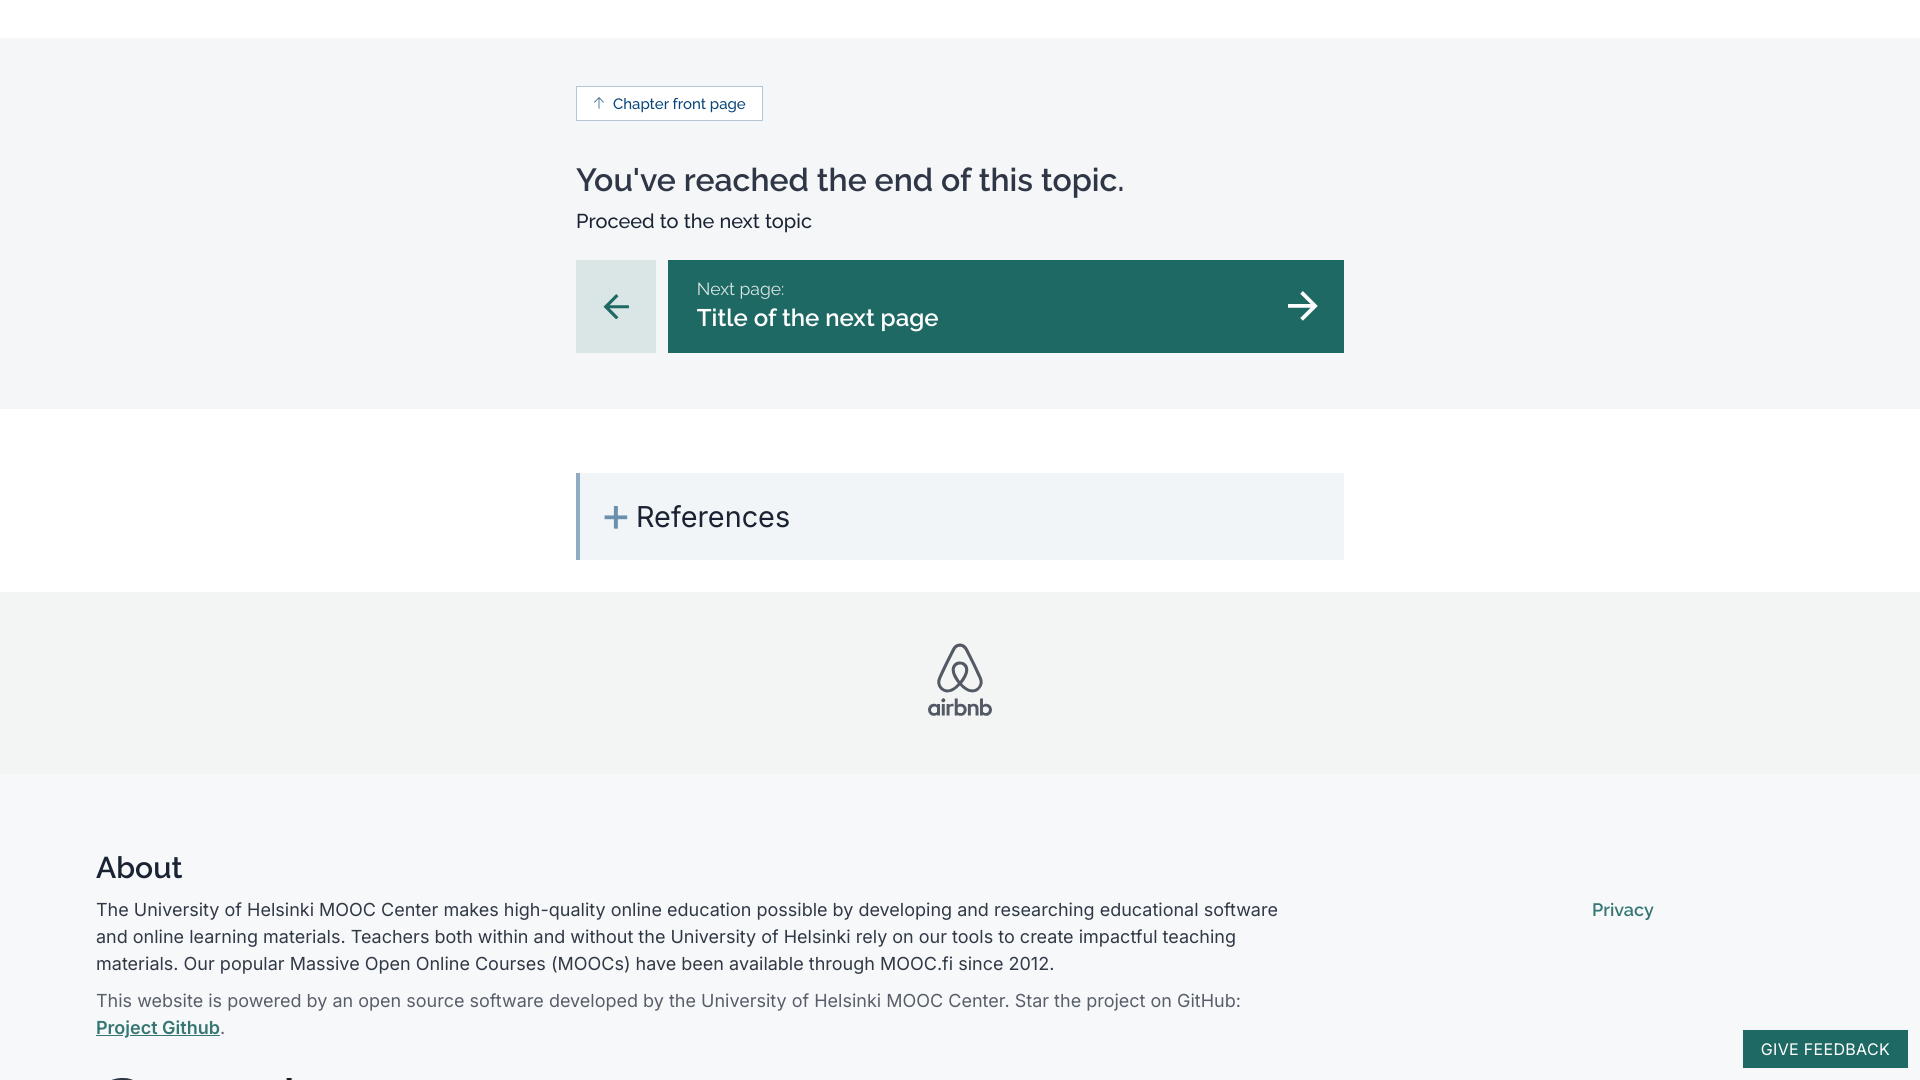 Chapter front page
You've reached the end of this topic.
Proceed to the next topic
Next page:
Title of the next page
References
airbnb
About
The University of Helsinki MOOC Center makes high-quality online education possible by developing and researching educational software
and online learning materials. Teachers both within and without the University of Helsinki rely on our tools to create impactful teaching
materials. Our popular Massive Open Online Courses (MOOCs) have been available through MOOC.fi since 2012.
Privacy
This website is powered by an open source software developed by the University of Helsinki MOOC Center. Star the project on GitHub:
Project Github.
GIVE FEEDBACK